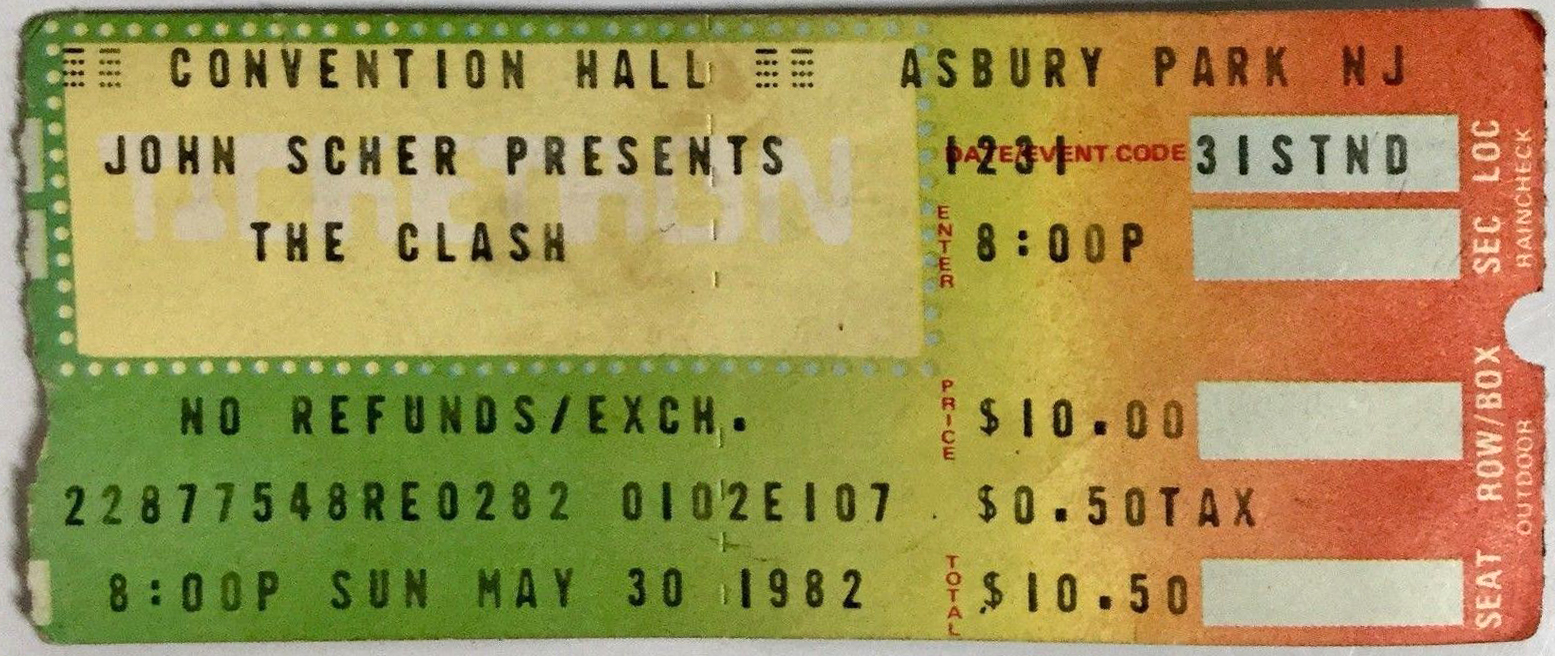 CONVENTION HALL ASBURY PARK NJ
JOHN SCHER PRESENTS 1231 DATE/EVENT CODE 31STND
TICKETRON
THE CLASH ENTER 8:00P
NO REFUNDS/EXCH. PRICE $10.00
22877548RE0282 0102E107 $0.50TAX
8:00P SUN MAY 30 1982 TOTAL $10.50
SEC LOC
RAINCHECK
ROW/BOX
OUTDOOR
SEAT